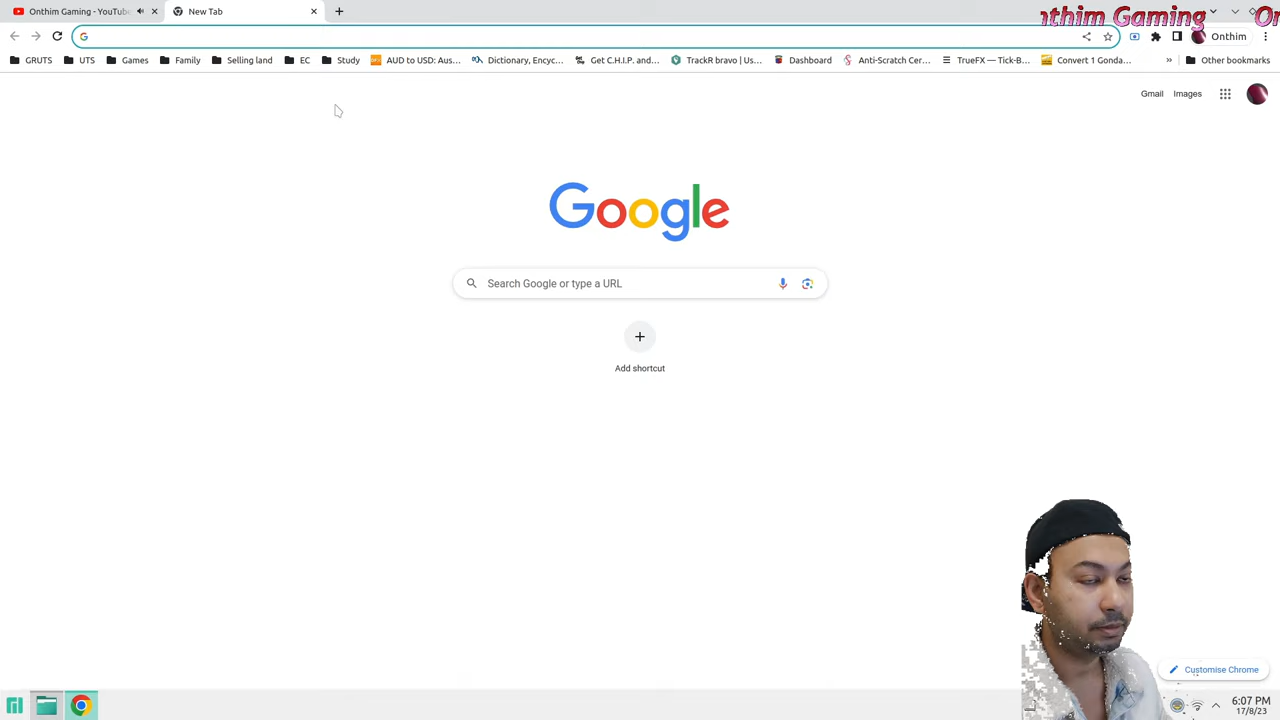 Onthim Gaming - YouTube
New Tab
nthim Gaming
Onthim
GRUTS
UTS
Games
Family
Selling land
EC
Study
AUD to USD: Aus...
Dictionary, Encyc...
Get C.H.I.P. and...
TrackR bravo | Us...
Dashboard
Anti-Scratch Cer...
TrueFX — Tick-B...
Convert 1 Gonda...
»
Other bookmarks
Gmail
Images
Google
Search Google or type a URL
Add shortcut
Customise Chrome
6:07 PM
17/8/23